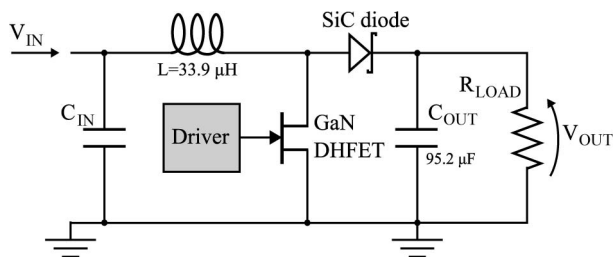 SiC diode
V_IN
L=33.9 μH
R_LOAD
C_IN
Driver
GaN
DHFET
C_OUT
95.2 μF
V_OUT